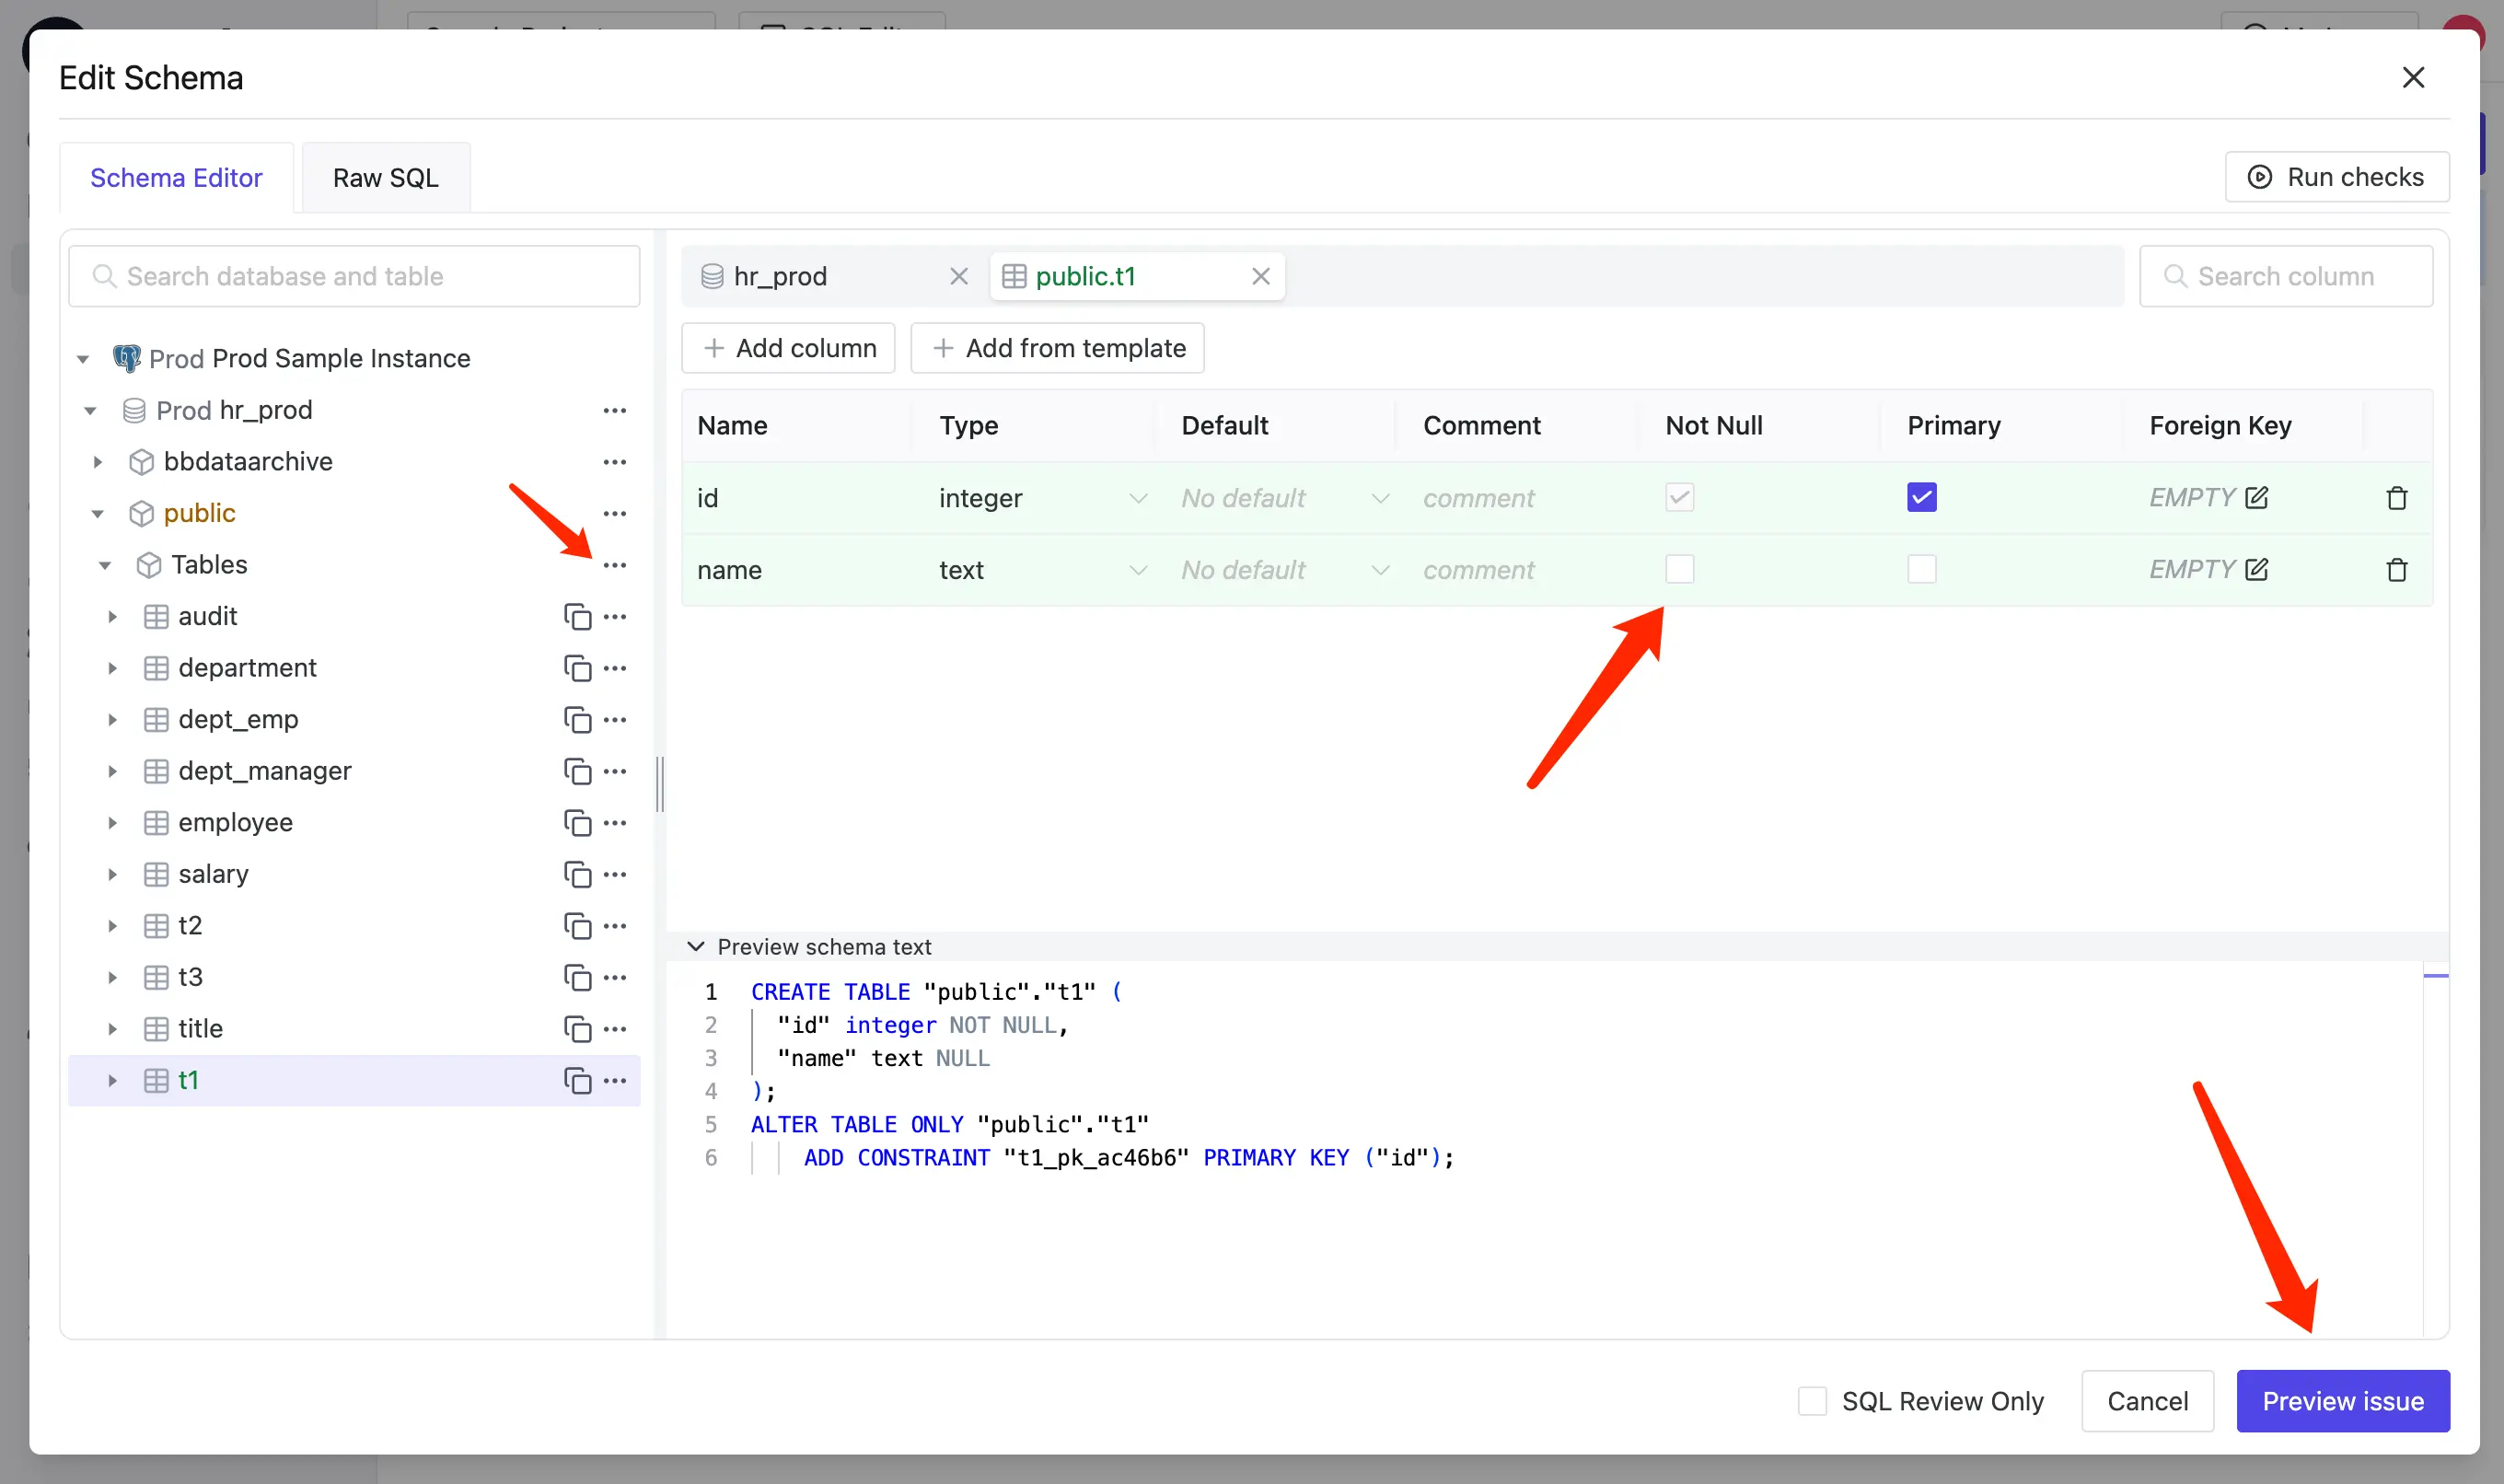 Edit Schema
Schema Editor
Raw SQL
Run checks
Search database and table
hr_prod
public.t1
Search column
Prod Prod Sample Instance
Prod hr_prod
bbdataarchive
public
Tables
audit
department
dept_emp
dept_manager
employee
salary
t2
t3
title
t1
Add column
Add from template
Name Type Default Comment Not Null Primary Foreign Key
id integer No default comment EMPTY
name text No default comment EMPTY
Preview schema text
1 CREATE TABLE "public"."t1" (
2 "id" integer NOT NULL,
3 "name" text NULL
4 );
5 ALTER TABLE ONLY "public"."t1"
6 ADD CONSTRAINT "t1_pk_ac46b6" PRIMARY KEY ("id");
SQL Review Only
Cancel
Preview issue